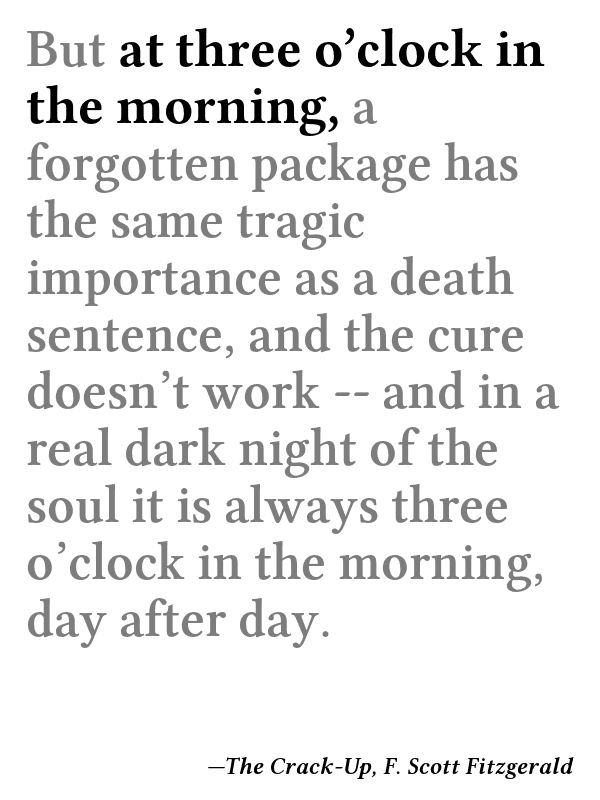 But at three o’clock in
the morning, a
forgotten package has
the same tragic
importance as a death
sentence, and the cure
doesn’t work -- and in a
real dark night of the
soul it is always three
o’clock in the morning,
day after day.
—The Crack-Up, F. Scott Fitzgerald